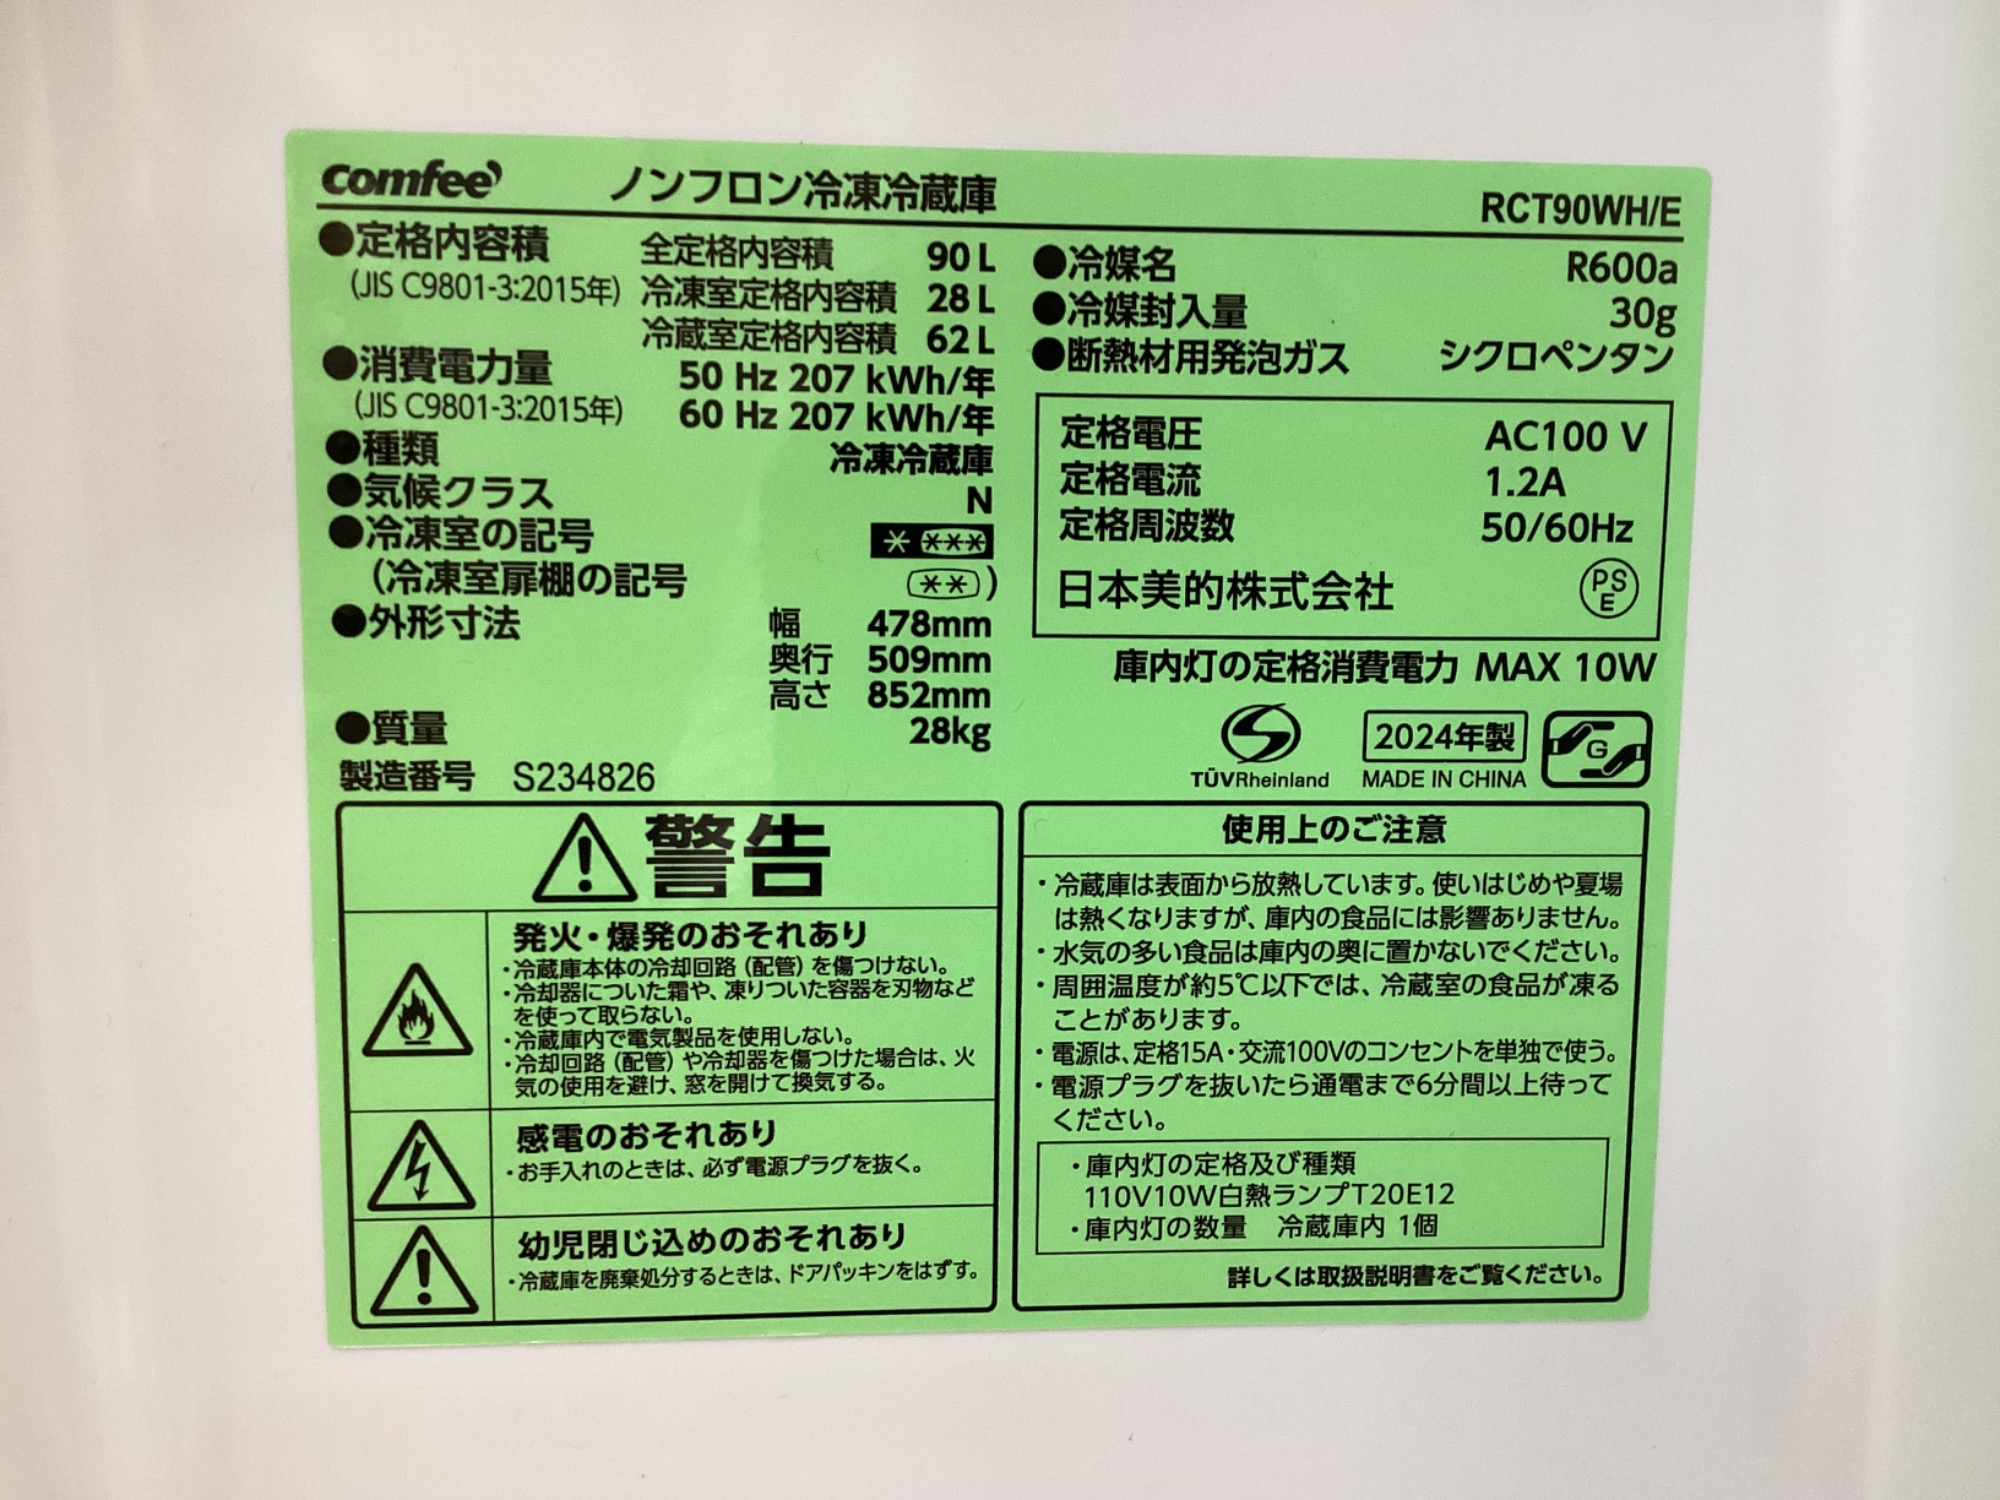 comfee'
ノンフロン冷凍冷蔵庫
RCT90WH/E
●定格内容積 全定格内容積 90 L
(JIS C9801-3:2015年) 冷凍室定格内容積 28 L
冷蔵室定格内容積 62 L
●消費電力量 50 Hz 207 kWh/年
(JIS C9801-3:2015年) 60 Hz 207 kWh/年
●種類 冷凍冷蔵庫
●気候クラス N
●冷凍室の記号 * ***
(冷凍室扉棚の記号 **)
●外形寸法 幅 478mm
奥行 509mm
高さ 852mm
●質量 28kg
製造番号 S234826
●冷媒名 R600a
●冷媒封入量 30g
●断熱材用発泡ガス シクロペンタン
定格電圧 AC100 V
定格電流 1.2A
定格周波数 50/60Hz
日本美的株式会社 PSE
庫内灯の定格消費電力 MAX 10W
TÜVRheinland
2024年製
MADE IN CHINA
G
警告
発火・爆発のおそれあり
・冷蔵庫本体の冷却回路(配管)を傷つけない。
・冷却器についた霜や、凍りついた容器を刃物など
を使って取らない。
・冷蔵庫内で電気製品を使用しない。
・冷却回路(配管)や冷却器を傷つけた場合は、火
気の使用を避け、窓を開けて換気する。
感電のおそれあり
・お手入れのときは、必ず電源プラグを抜く。
幼児閉じ込めのおそれあり
・冷蔵庫を廃棄処分するときは、ドアパッキンをはずす。
使用上のご注意
・冷蔵庫は表面から放熱しています。使いはじめや夏場
は熱くなりますが、庫内の食品には影響ありません。
・水気の多い食品は庫内の奥に置かないでください。
・周囲温度が約5℃以下では、冷蔵室の食品が凍る
ことがあります。
・電源は、定格15A・交流100Vのコンセントを単独で使う。
・電源プラグを抜いたら通電まで6分間以上待って
ください。
・庫内灯の定格及び種類
110V10W白熱ランプT20E12
・庫内灯の数量 冷蔵庫内 1個
詳しくは取扱説明書をご覧ください。